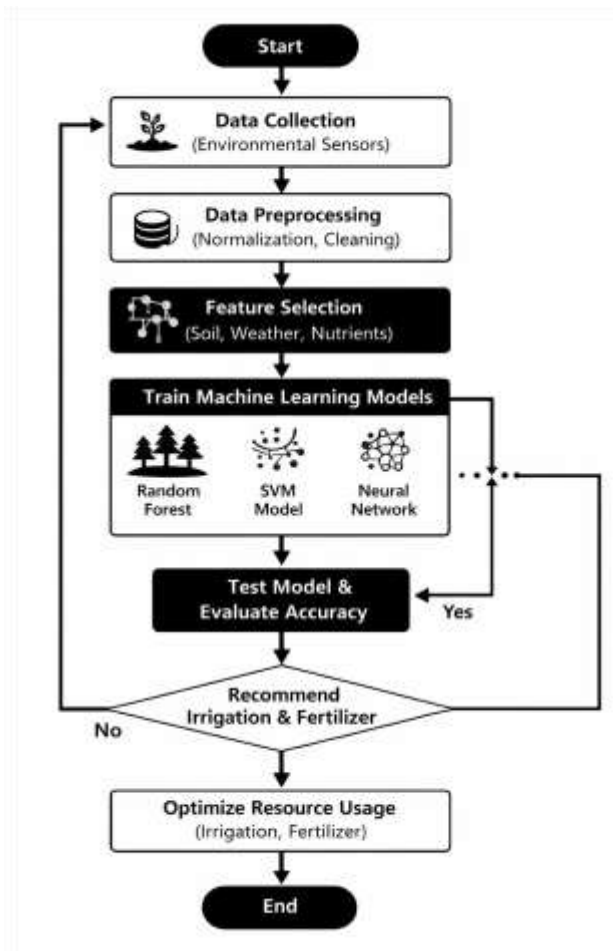 Start
Data Collection
(Environmental Sensors)
Data Preprocessing
(Normalization, Cleaning)
Feature Selection
(Soil, Weather, Nutrients)
Train Machine Learning Models
Random
Forest
SVM
Model
Neural
Network
Test Model &
Evaluate Accuracy
Yes
Recommend
Irrigation & Fertilizer
No
Optimize Resource Usage
(Irrigation, Fertilizer)
End